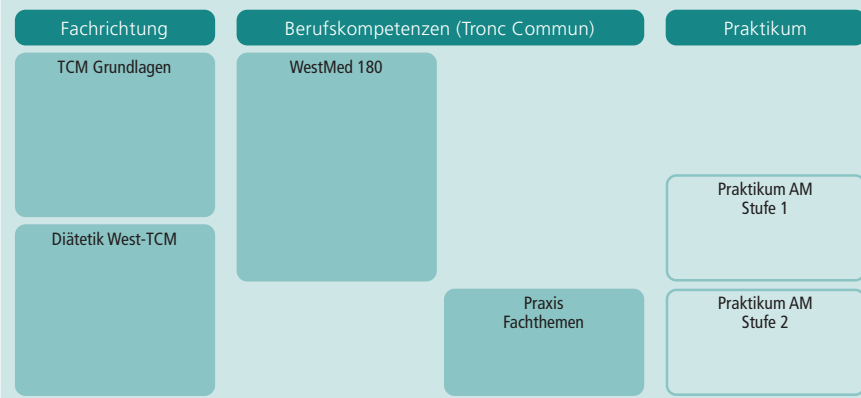 Fachrichtung
Berufskompetenzen (Tronc Commun)
Praktikum
TCM Grundlagen
WestMed 180
Praktikum AM
Stufe 1
Diätetik West-TCM
Praxis
Fachthemen
Praktikum AM
Stufe 2